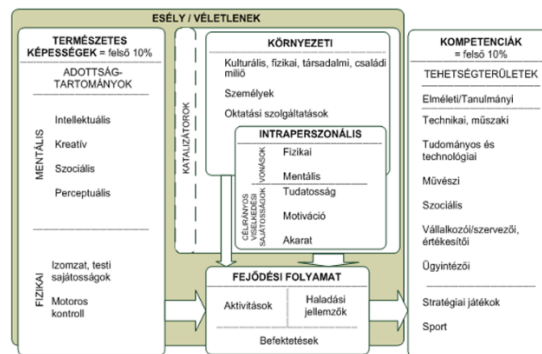 ESÉLY / VÉLETLENEK
TERMÉSZETES
KÉPESSÉGEK = felső 10%
ADOTTSÁG-
TARTOMÁNYOK
MENTÁLIS
Intellektuális
Kreatív
Szociális
Perceptuális
FIZIKAI
Izomzat, testi
sajátosságok
Motoros
kontroll
KATALIZÁTOROK
KÖRNYEZETI
Kulturális, fizikai, társadalmi, családi
miliő
Személyek
Oktatási szolgáltatások
INTRAPERSZONÁLIS
VONÁSOK
Fizikai
Mentális
CÉLIRÁNYOS
VISELKEDÉSI
SAJÁTOSSÁGOK
Tudatosság
Motiváció
Akarat
FEJŐDÉSI FOLYAMAT
Aktivitások
Haladási
jellemzők
Befektetések
KOMPETENCIÁK
= felső 10%
TEHETSÉGTERÜLETEK
Elméleti/Tanulmányi
Technikai, műszaki
Tudományos és
technológiai
Művészi
Szociális
Vállalkozói/szervezői,
értékesítői
Ügyintézői
Stratégiai játékok
Sport